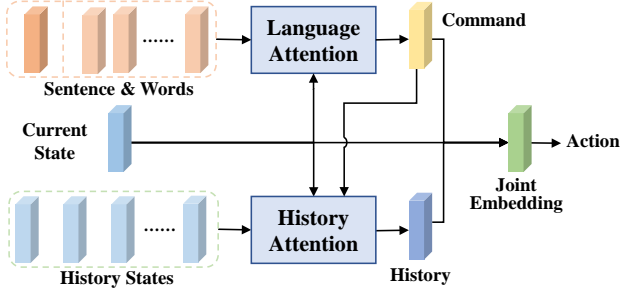 Language
Attention
Command
......
Sentence & Words
Current
State
Action
Joint
Embedding
......
History
Attention
History States
History